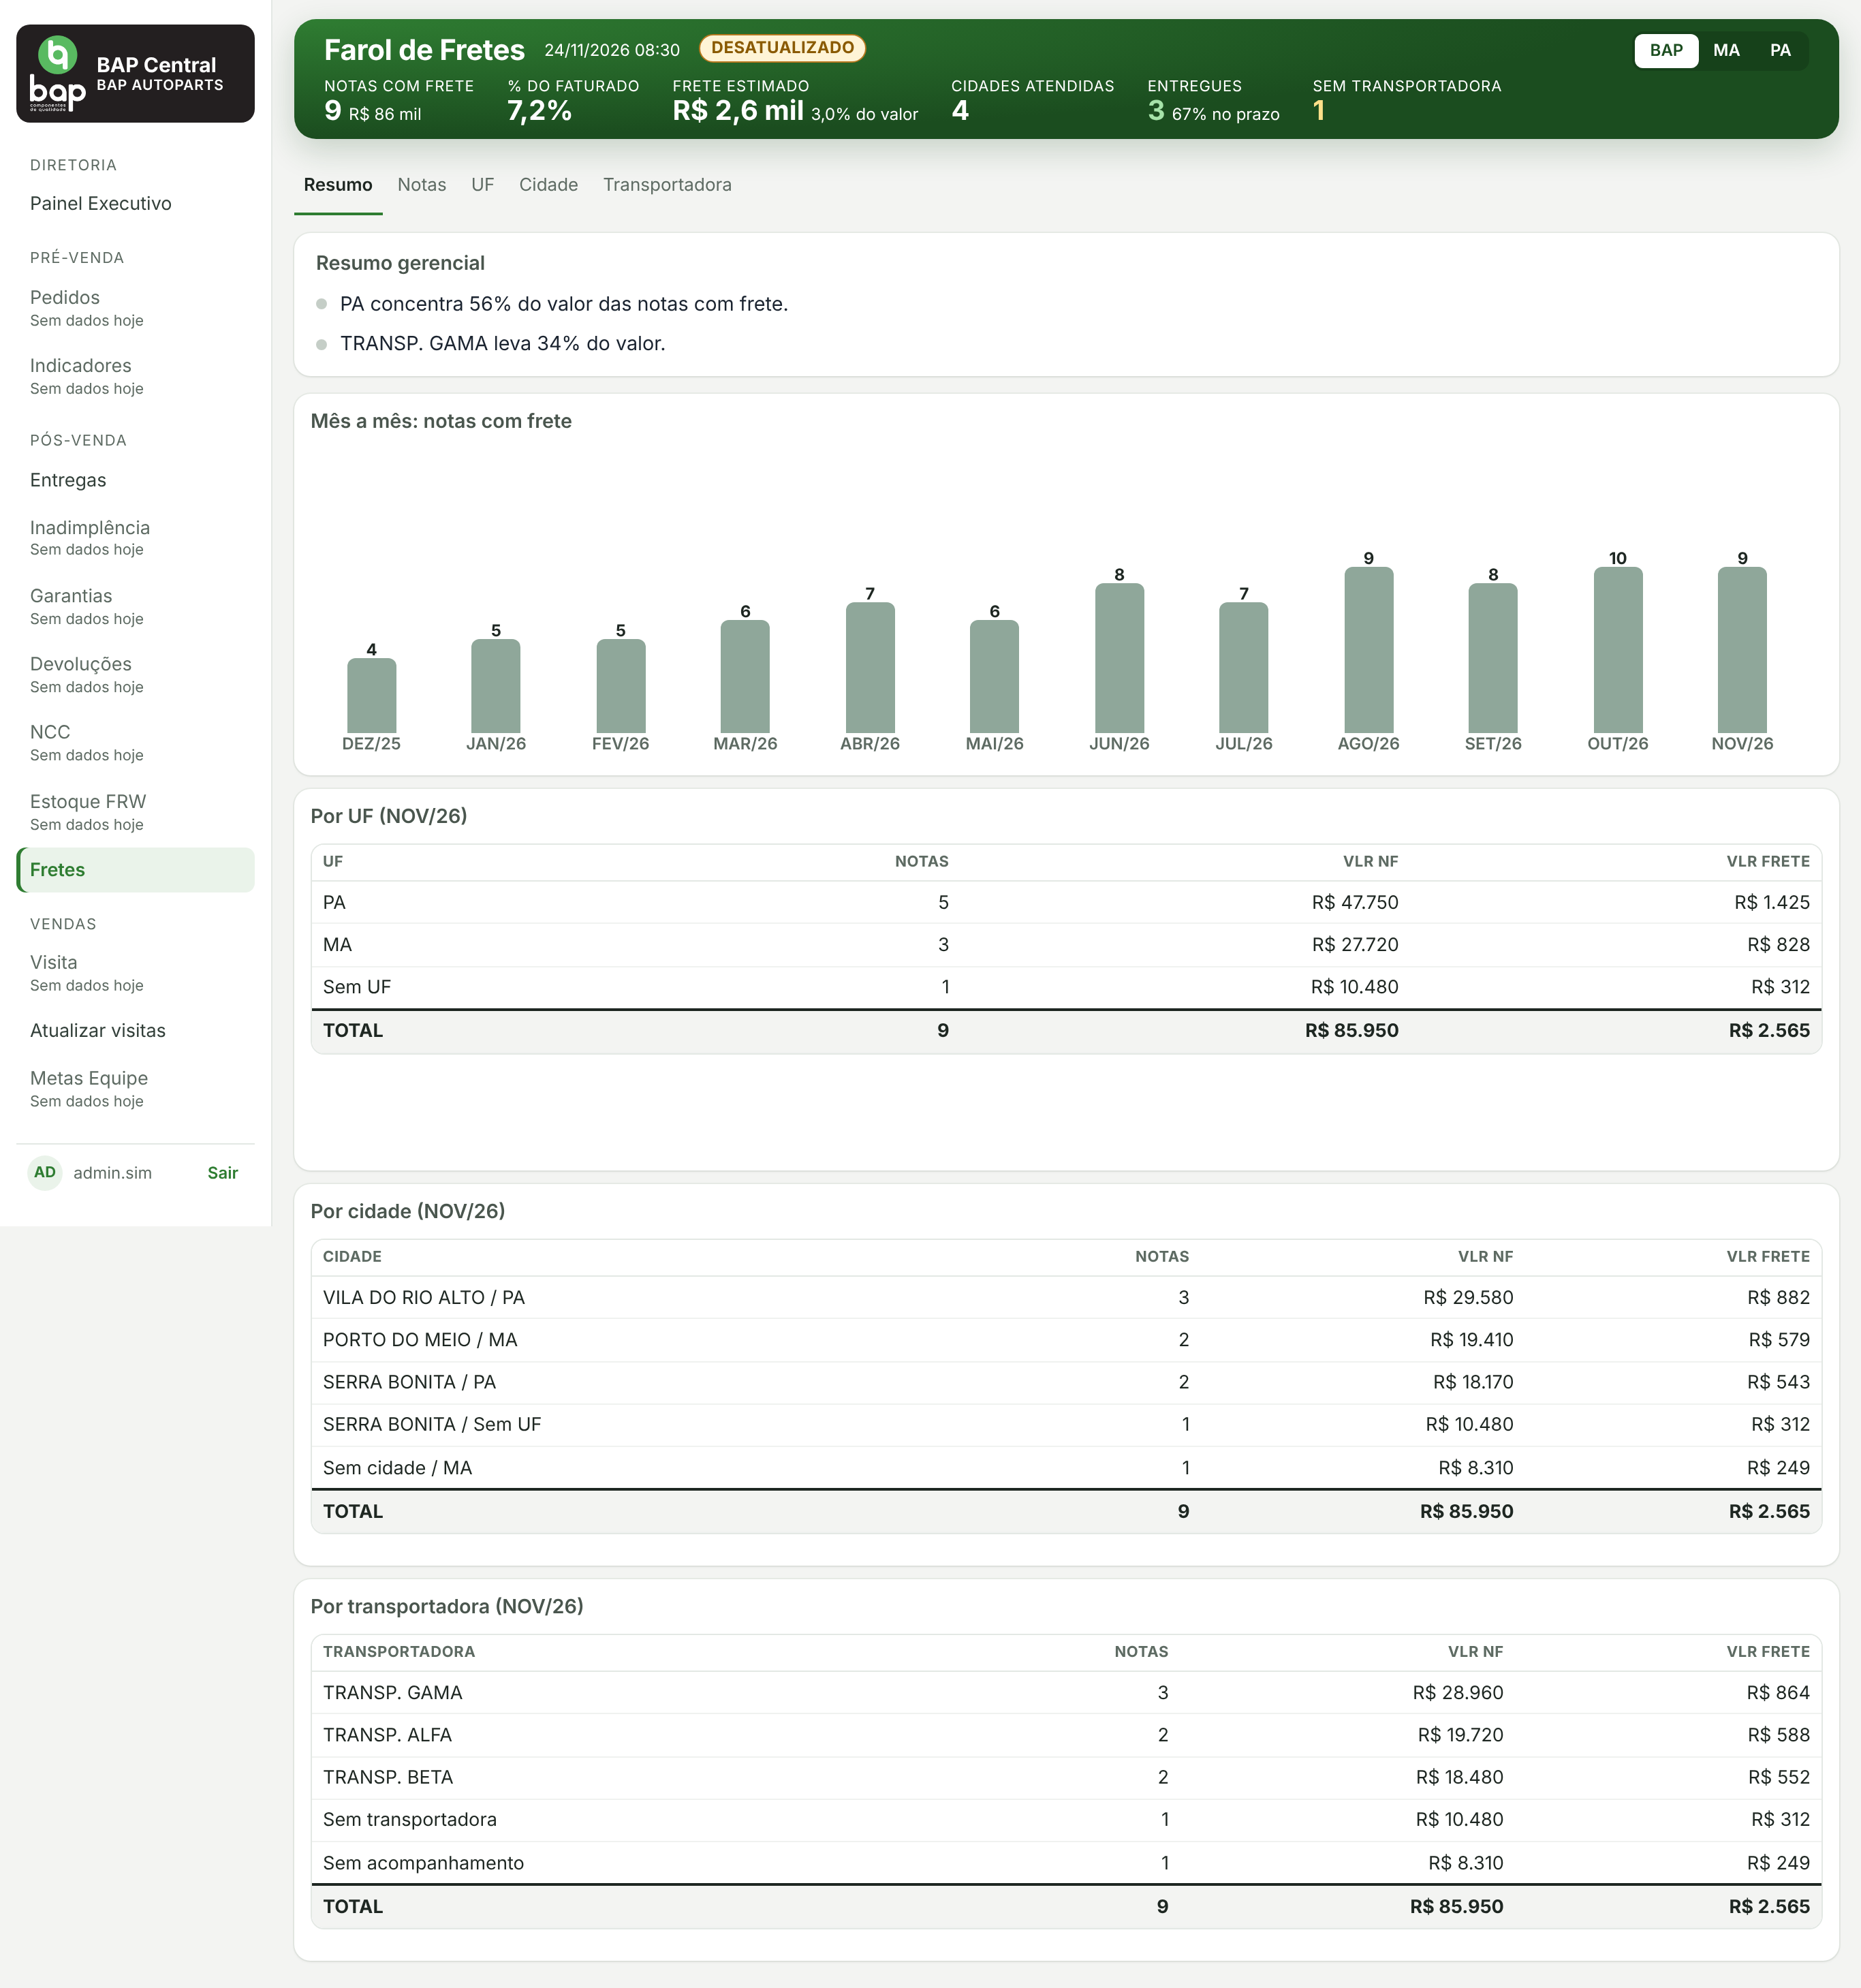 bap
componentes
de qualidade
BAP Central
BAP AUTOPARTS
DIRETORIA
Painel Executivo
PRÉ-VENDA
Pedidos
Sem dados hoje
Indicadores
Sem dados hoje
PÓS-VENDA
Entregas
Inadimplência
Sem dados hoje
Garantias
Sem dados hoje
Devoluções
Sem dados hoje
NCC
Sem dados hoje
Estoque FRW
Sem dados hoje
Fretes
VENDAS
Visita
Sem dados hoje
Atualizar visitas
Metas Equipe
Sem dados hoje
AD admin.sim Sair
Farol de Fretes 24/11/2026 08:30 DESATUALIZADO BAP MA PA
NOTAS COM FRETE % DO FATURADO FRETE ESTIMADO CIDADES ATENDIDAS ENTREGUES SEM TRANSPORTADORA
9 R$ 86 mil 7,2% R$ 2,6 mil 3,0% do valor 4 3 67% no prazo 1
Resumo Notas UF Cidade Transportadora
Resumo gerencial
PA concentra 56% do valor das notas com frete.
TRANSP. GAMA leva 34% do valor.
Mês a mês: notas com frete
4 5 5 6 7 6 8 7 9 8 10 9
DEZ/25 JAN/26 FEV/26 MAR/26 ABR/26 MAI/26 JUN/26 JUL/26 AGO/26 SET/26 OUT/26 NOV/26
Por UF (NOV/26)
UF NOTAS VLR NF VLR FRETE
PA 5 R$ 47.750 R$ 1.425
MA 3 R$ 27.720 R$ 828
Sem UF 1 R$ 10.480 R$ 312
TOTAL 9 R$ 85.950 R$ 2.565
Por cidade (NOV/26)
CIDADE NOTAS VLR NF VLR FRETE
VILA DO RIO ALTO / PA 3 R$ 29.580 R$ 882
PORTO DO MEIO / MA 2 R$ 19.410 R$ 579
SERRA BONITA / PA 2 R$ 18.170 R$ 543
SERRA BONITA / Sem UF 1 R$ 10.480 R$ 312
Sem cidade / MA 1 R$ 8.310 R$ 249
TOTAL 9 R$ 85.950 R$ 2.565
Por transportadora (NOV/26)
TRANSPORTADORA NOTAS VLR NF VLR FRETE
TRANSP. GAMA 3 R$ 28.960 R$ 864
TRANSP. ALFA 2 R$ 19.720 R$ 588
TRANSP. BETA 2 R$ 18.480 R$ 552
Sem transportadora 1 R$ 10.480 R$ 312
Sem acompanhamento 1 R$ 8.310 R$ 249
TOTAL 9 R$ 85.950 R$ 2.565